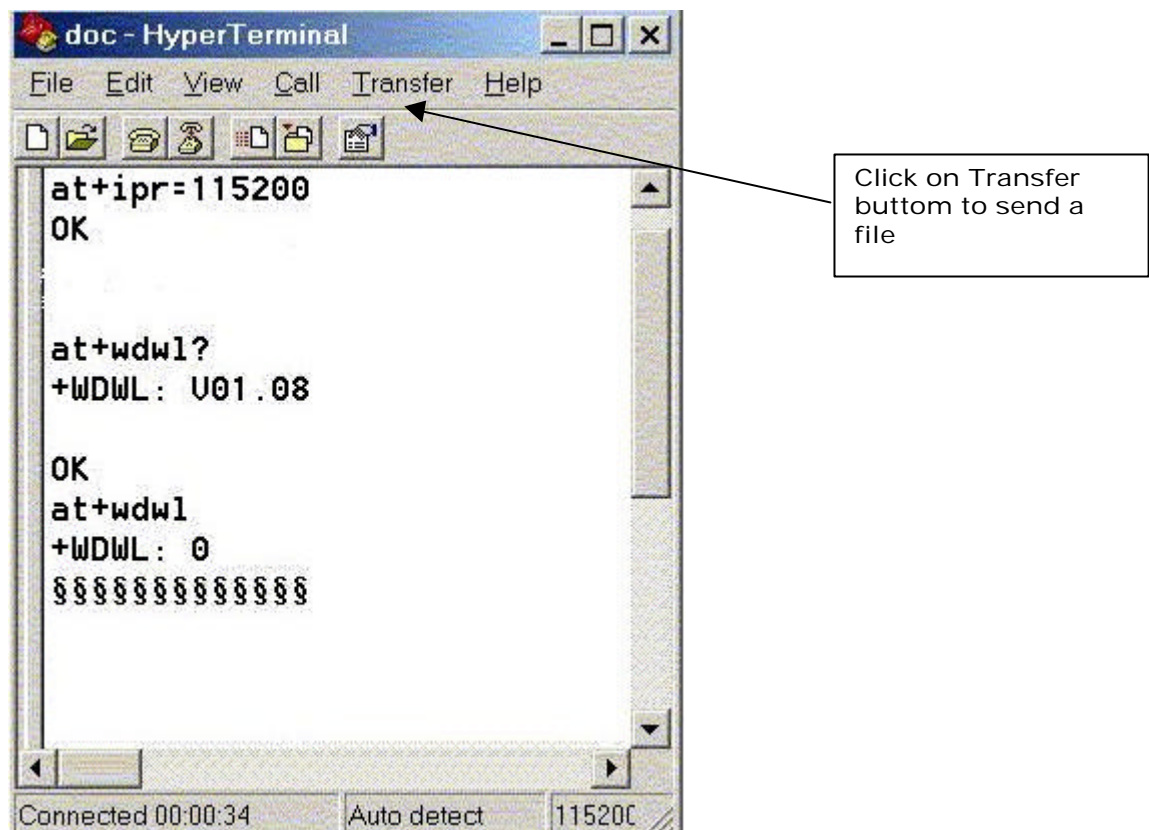 doc - HyperTerminal
File Edit View Call Transfer Help
at+ipr=115200
OK
at+wdwl?
+WDWL: V01.08
OK
at+wdwl
+WDWL: 0
§§§§§§§§§§§§§
Connected 00:00:34 Auto detect 115200
Click on Transfer
buttom to send a
file